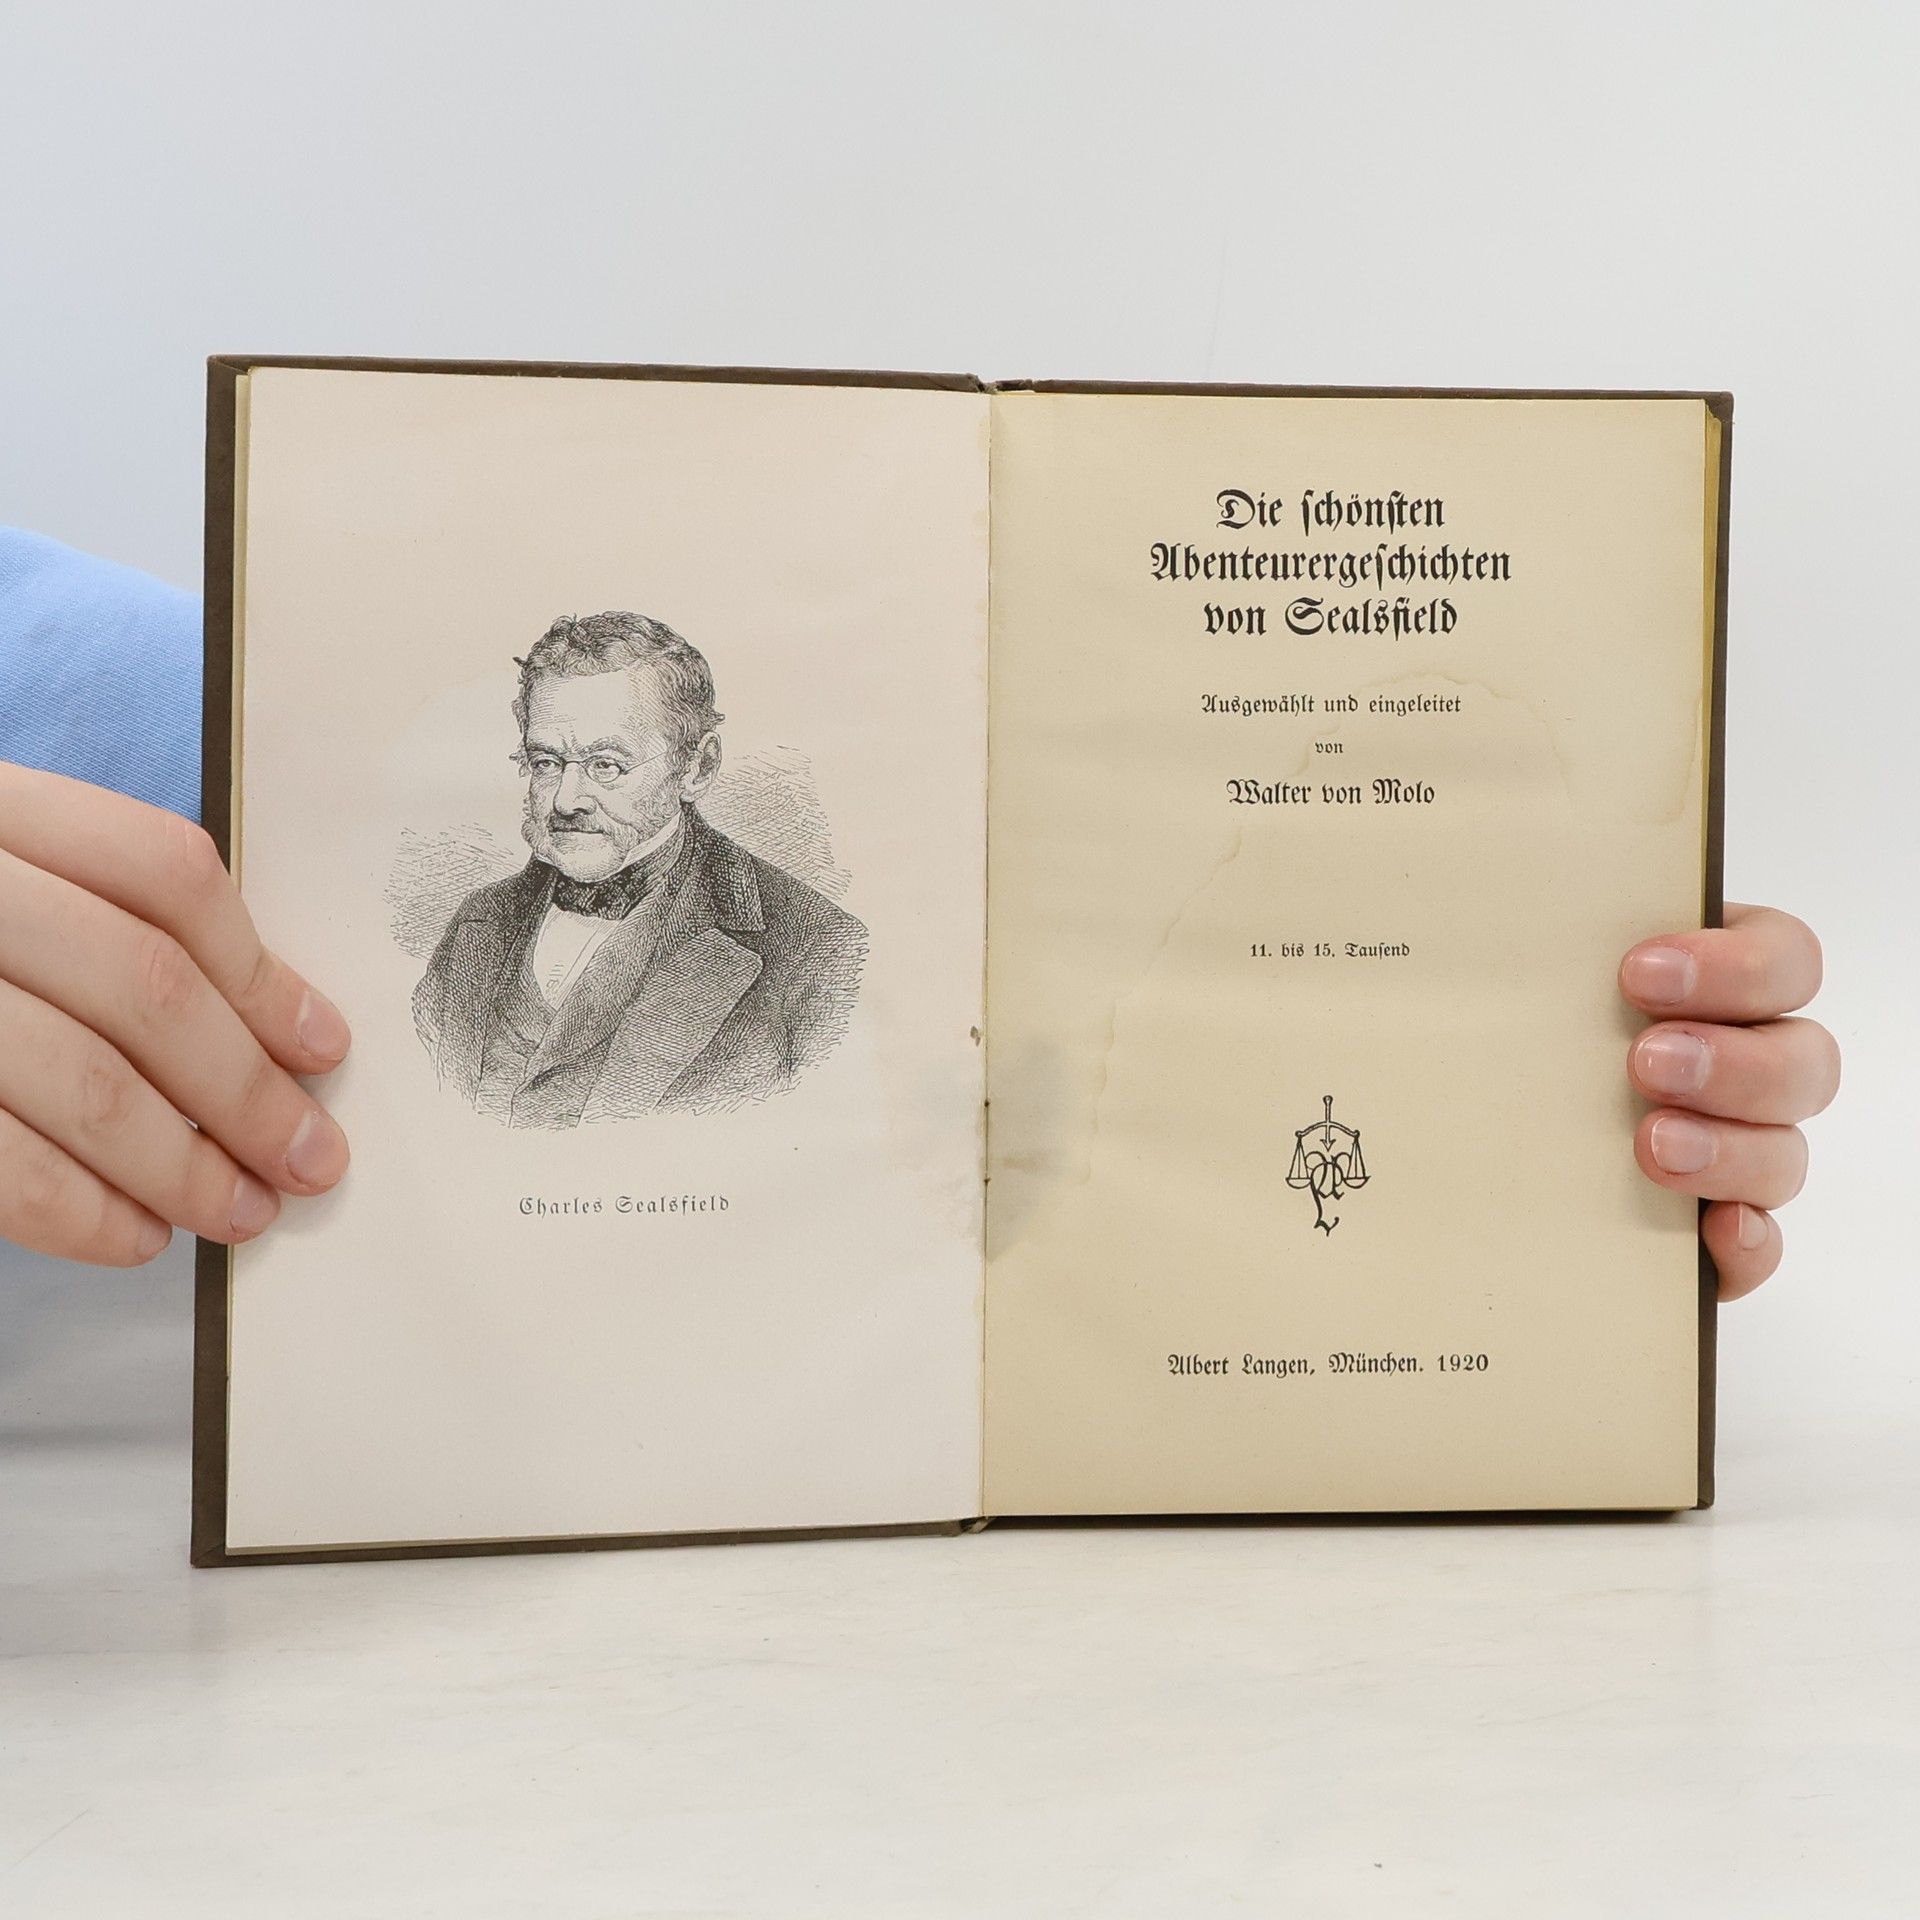 Charles Sealsfield
Die schönsten
Abenteurergeschichten
von Sealsfield
Ausgewählt und eingeleitet
von
Walter von Molo
11. bis 15. Tausend
AL
Albert Langen, München. 1920